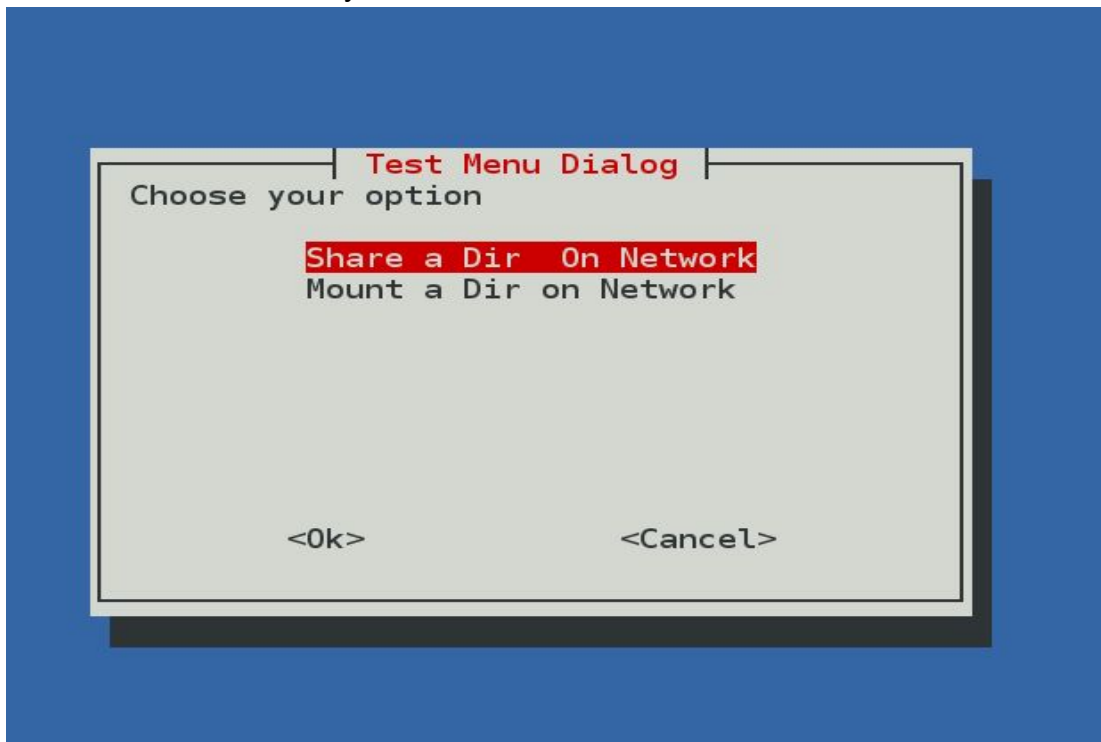 Test Menu Dialog
Choose your option
Share a Dir  On Network
Mount a Dir on Network
<Ok> <Cancel>